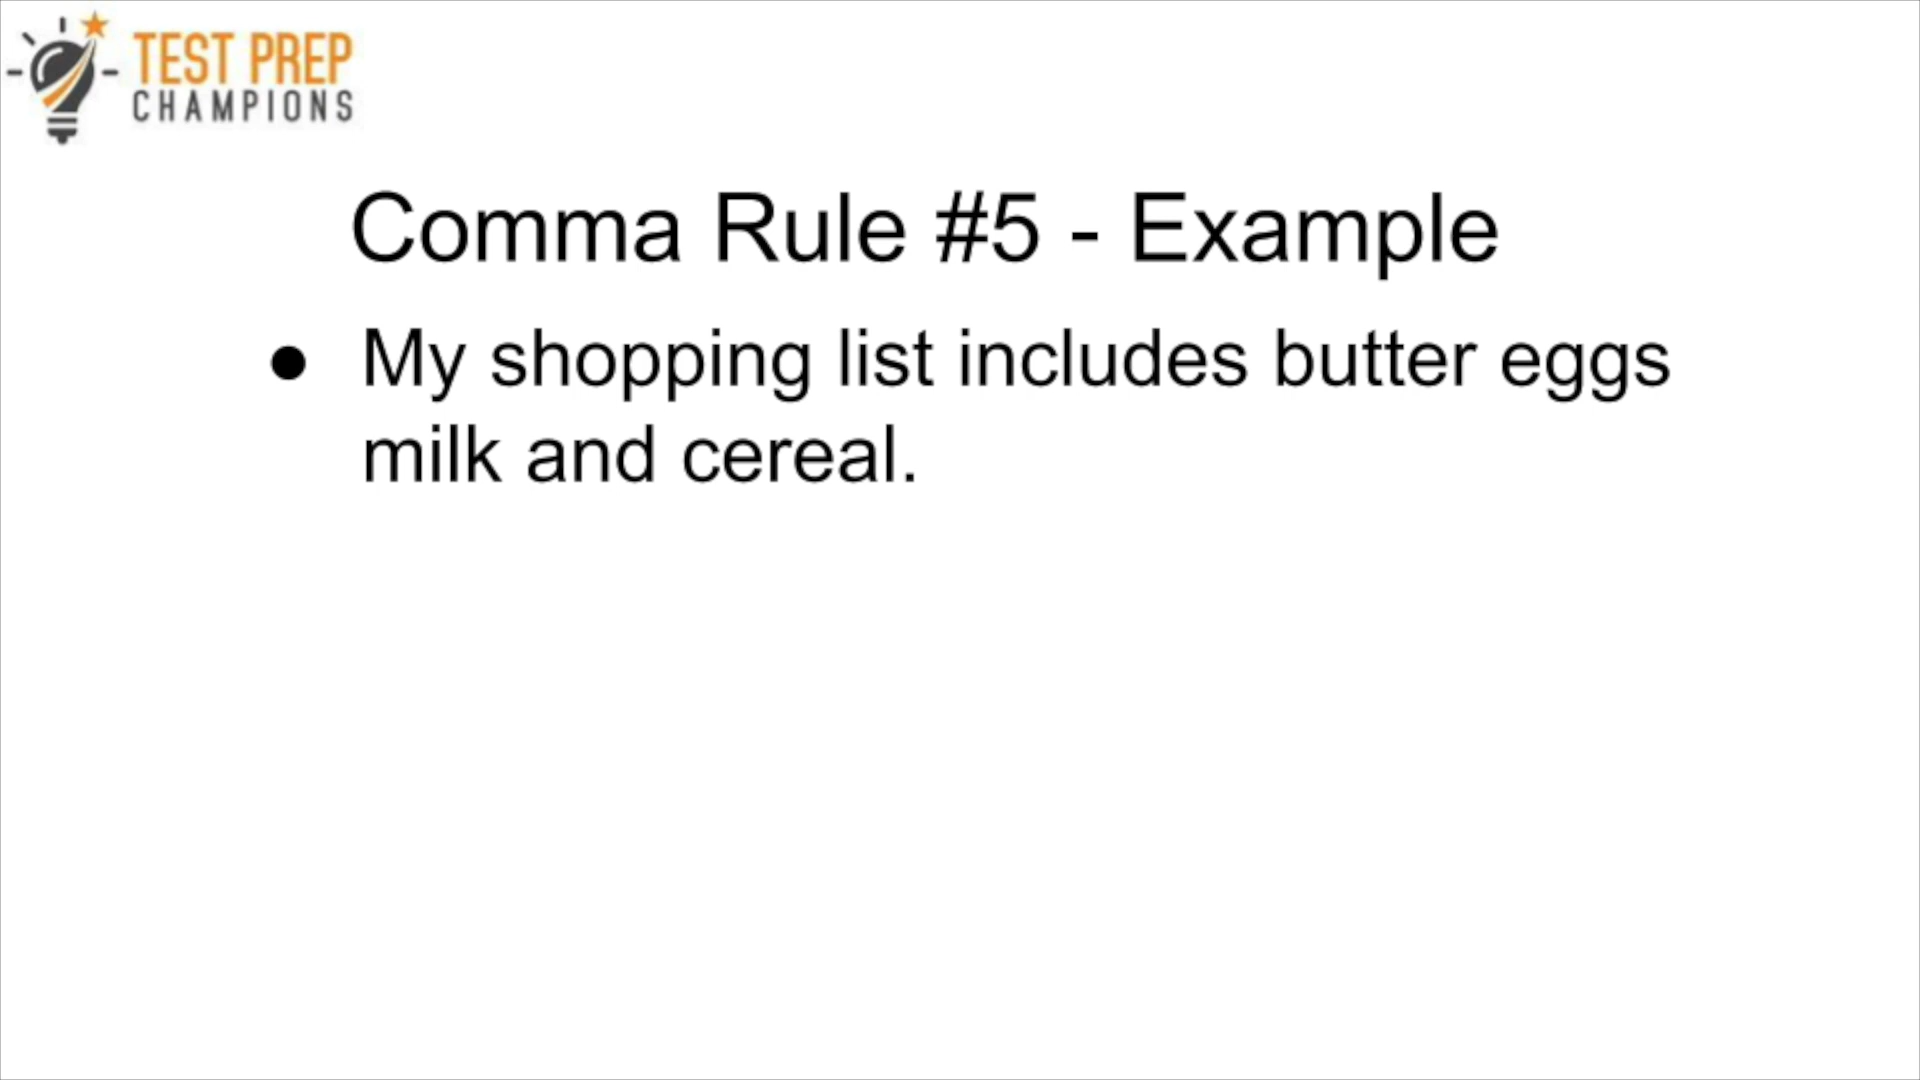 TEST PREP
CHAMPIONS
Comma Rule #5 - Example
● My shopping list includes butter eggs
milk and cereal.